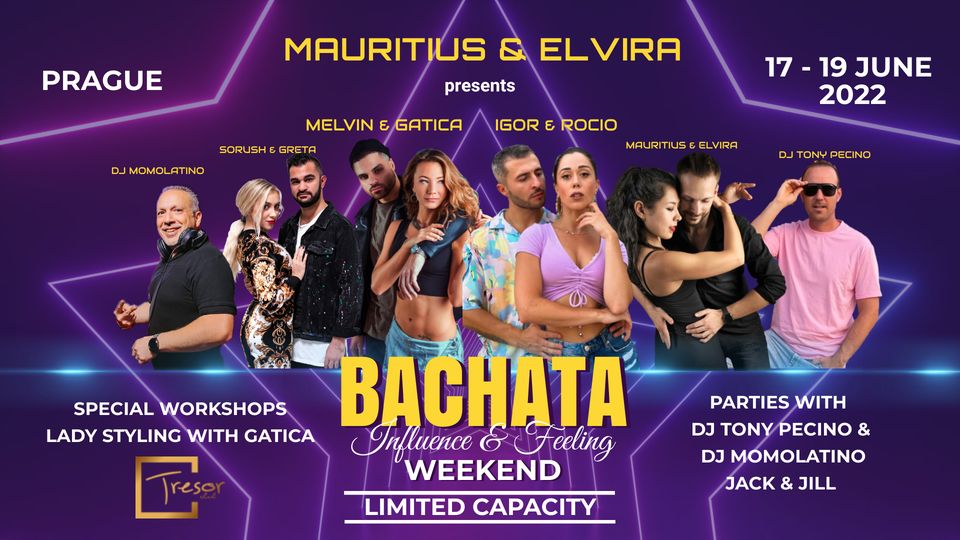 MAURITIUS & ELVIRA
presents
PRAGUE
17 - 19 JUNE
2022
MELVIN & GATICA
IGOR & ROCIO
SORUSH & GRETA
MAURITIUS & ELVIRA
DJ MOMOLATINO
DJ TONY PECINO
BACHATA
Influence & Feeling
WEEKEND
LIMITED CAPACITY
SPECIAL WORKSHOPS
LADY STYLING WITH GATICA
Tresor
club
PARTIES WITH
DJ TONY PECINO &
DJ MOMOLATINO
JACK & JILL